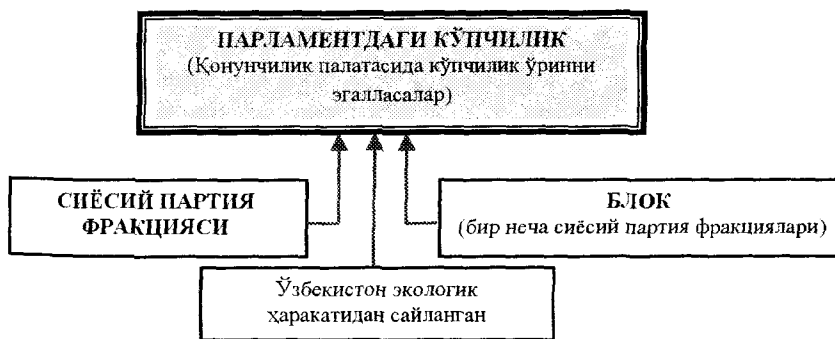 ПАРЛАМЕНТДАГИ КЎПЧИЛИК
(Қонунчилик палатасида кўпчилик ўринни
эгалласалар)
СИЁСИЙ ПАРТИЯ
ФРАКЦИЯСИ
БЛОК
(бир неча сиёсий партия фракциялари)
Ўзбекистон экологик
ҳаракатидан сайланган